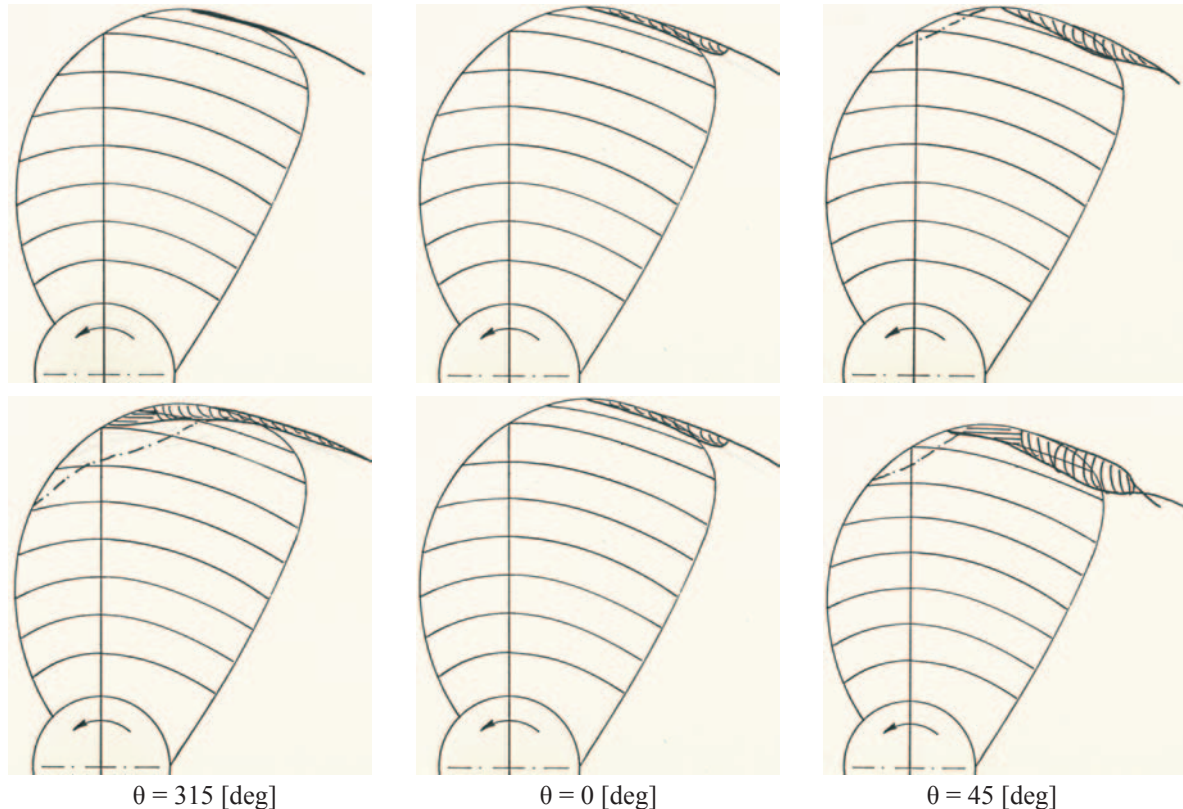 θ = 315 [deg]
θ = 0 [deg]
θ = 45 [deg]